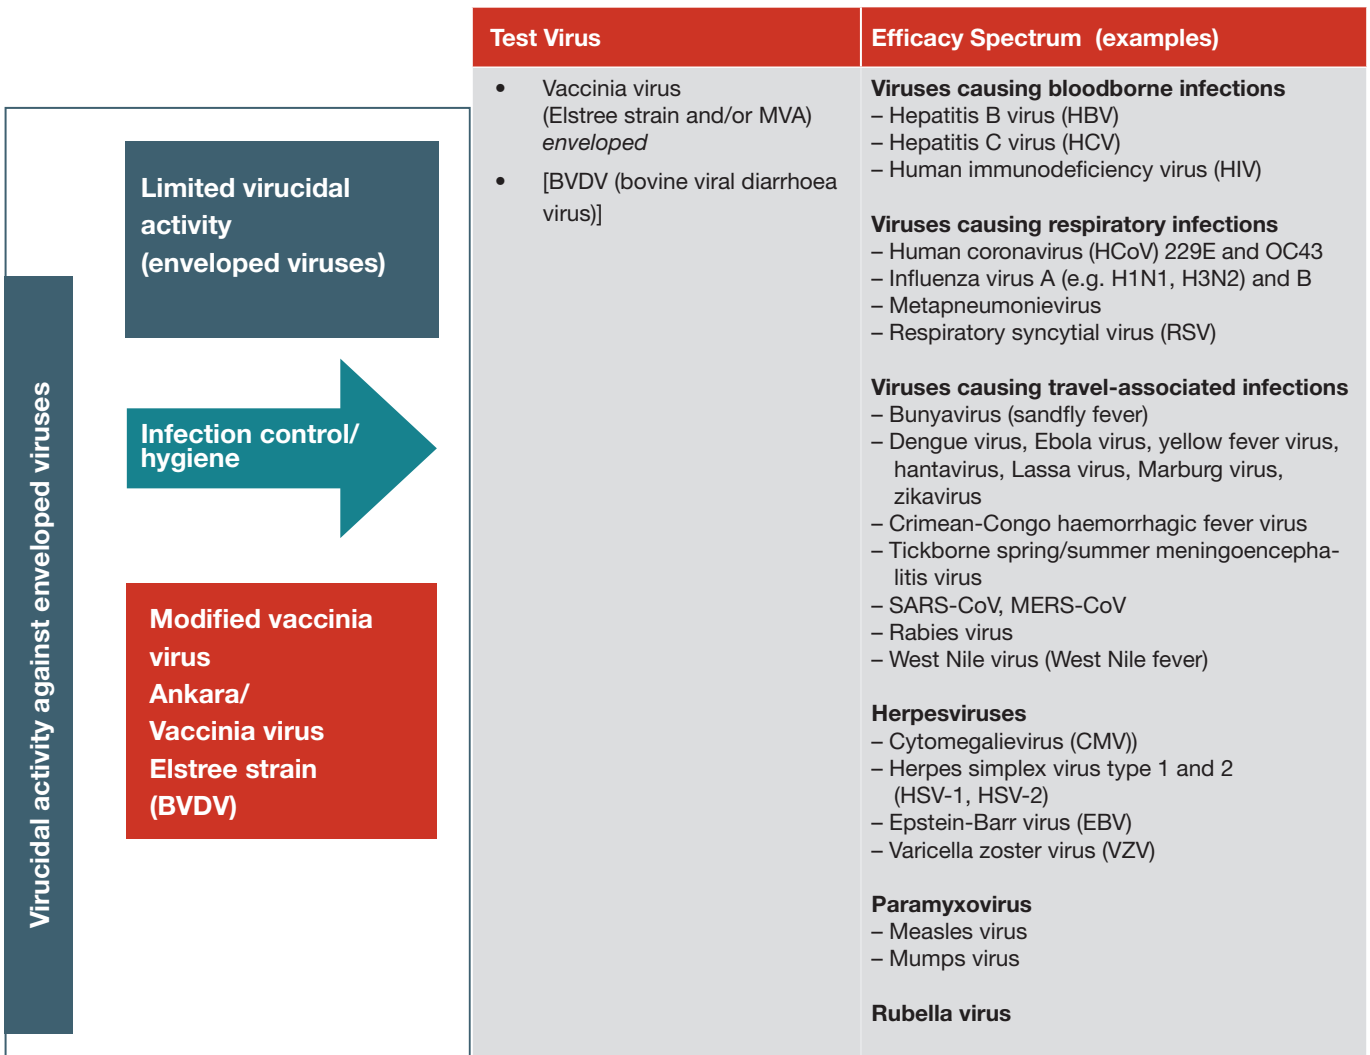 Test Virus
Efficacy Spectrum (examples)
Virucidal activity against enveloped viruses
Limited virucidal
activity
(enveloped viruses)
Infection control/
hygiene
Modified vaccinia
virus
Ankara/
Vaccinia virus
Elstree strain
(BVDV)
• Vaccinia virus
(Elstree strain and/or MVA)
enveloped
• [BVDV (bovine viral diarrhoea
virus)]
Viruses causing bloodborne infections
– Hepatitis B virus (HBV)
– Hepatitis C virus (HCV)
– Human immunodeficiency virus (HIV)
Viruses causing respiratory infections
– Human coronavirus (HCoV) 229E and OC43
– Influenza virus A (e.g. H1N1, H3N2) and B
– Metapneumonievirus
– Respiratory syncytial virus (RSV)
Viruses causing travel-associated infections
– Bunyavirus (sandfly fever)
– Dengue virus, Ebola virus, yellow fever virus,
hantavirus, Lassa virus, Marburg virus,
zikavirus
– Crimean-Congo haemorrhagic fever virus
– Tickborne spring/summer meningoencepha-
litis virus
– SARS-CoV, MERS-CoV
– Rabies virus
– West Nile virus (West Nile fever)
Herpesviruses
– Cytomegalievirus (CMV))
– Herpes simplex virus type 1 and 2
(HSV-1, HSV-2)
– Epstein-Barr virus (EBV)
– Varicella zoster virus (VZV)
Paramyxovirus
– Measles virus
– Mumps virus
Rubella virus